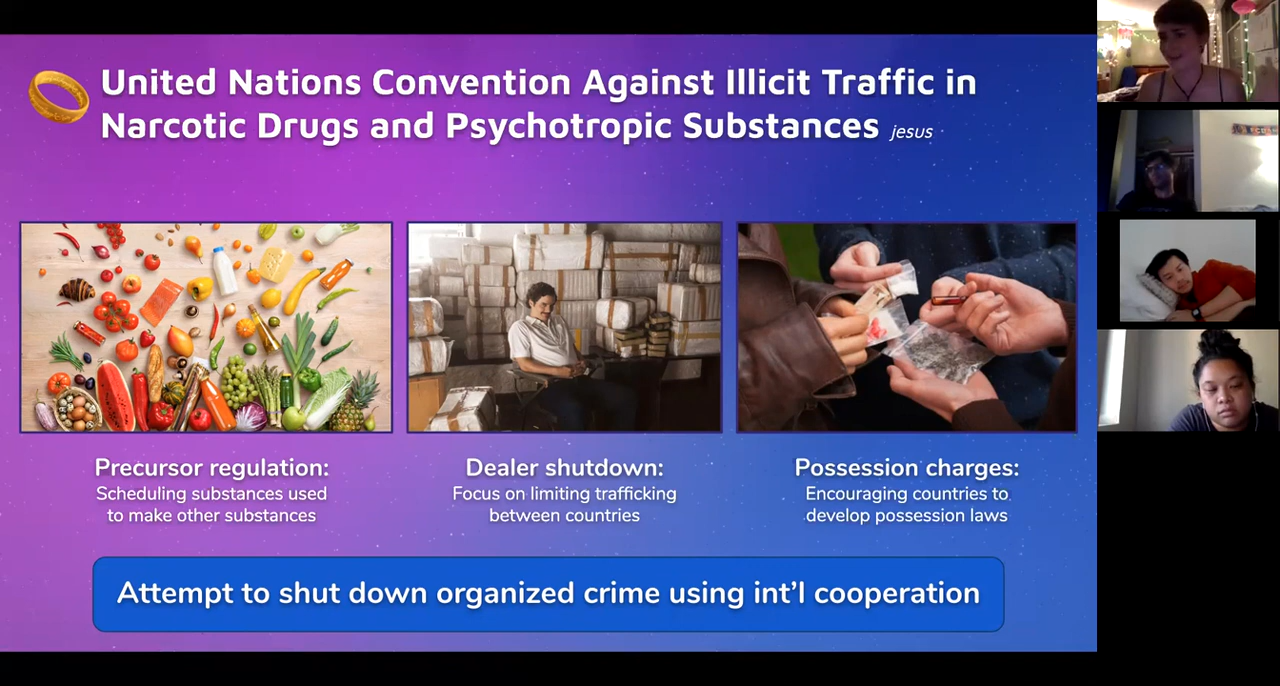 United Nations Convention Against Illicit Traffic in
Narcotic Drugs and Psychotropic Substances jesus
Precursor regulation:
Scheduling substances used
to make other substances
Dealer shutdown:
Focus on limiting trafficking
between countries
Possession charges:
Encouraging countries to
develop possession laws
Attempt to shut down organized crime using int'l cooperation